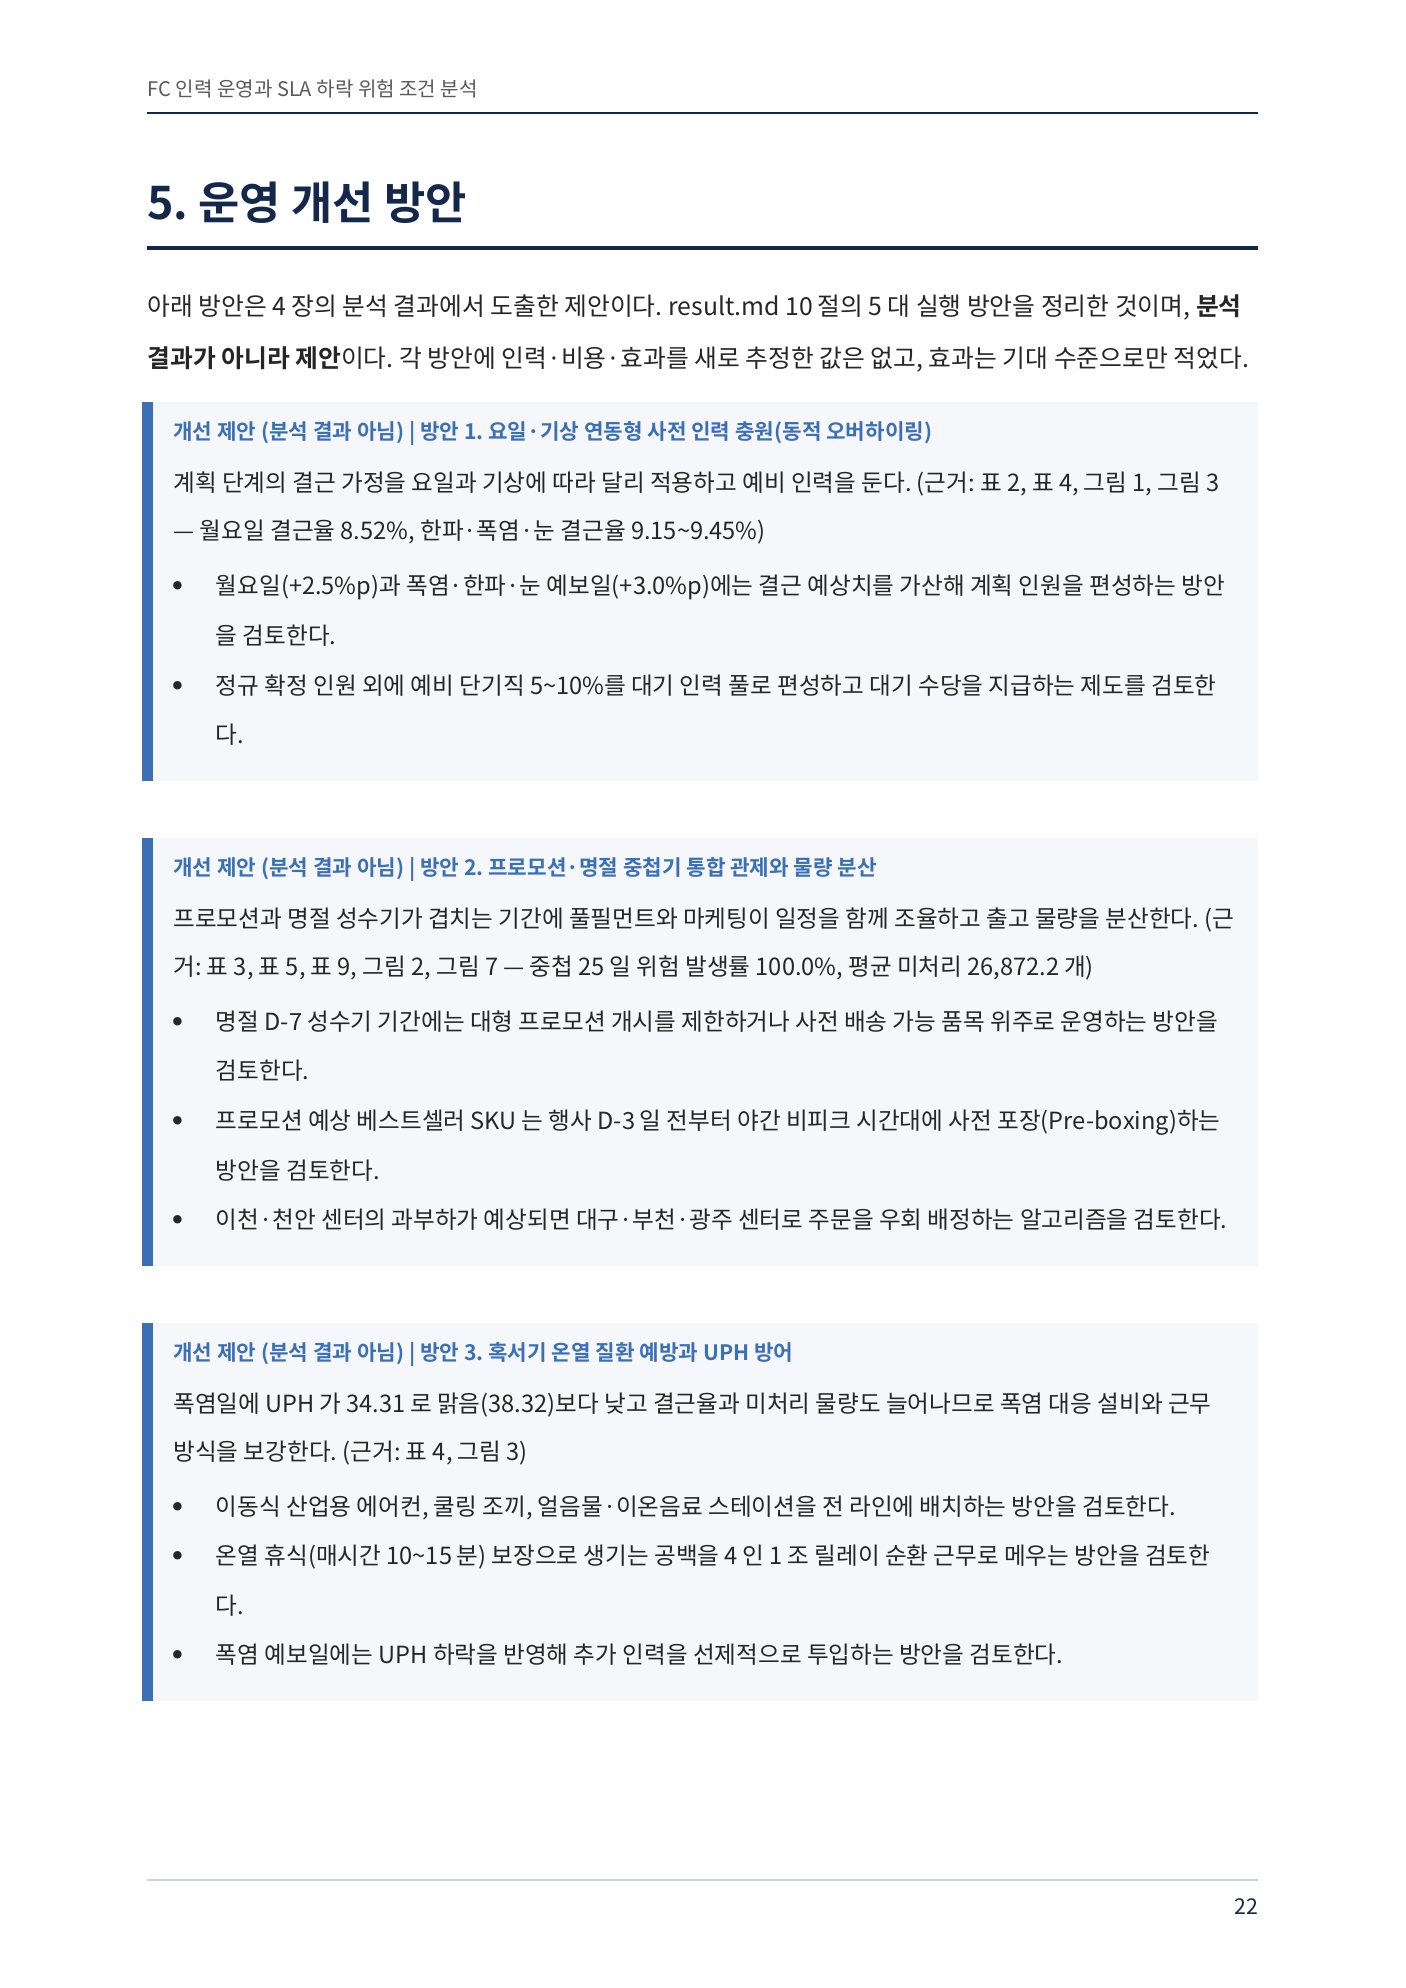 FC 인력 운영과 SLA 하락 위험 조건 분석
5. 운영 개선 방안
아래 방안은 4 장의 분석 결과에서 도출한 제안이다. result.md 10 절의 5 대 실행 방안을 정리한 것이며, 분석
결과가 아니라 제안이다. 각 방안에 인력·비용·효과를 새로 추정한 값은 없고, 효과는 기대 수준으로만 적었다.
개선 제안 (분석 결과 아님) | 방안 1. 요일·기상 연동형 사전 인력 충원(동적 오버하이링)
계획 단계의 결근 가정을 요일과 기상에 따라 달리 적용하고 예비 인력을 둔다. (근거: 표 2, 표 4, 그림 1, 그림 3
— 월요일 결근율 8.52%, 한파·폭염·눈 결근율 9.15~9.45%)
• 월요일(+2.5%p)과 폭염·한파·눈 예보일(+3.0%p)에는 결근 예상치를 가산해 계획 인원을 편성하는 방안
을 검토한다.
• 정규 확정 인원 외에 예비 단기직 5~10%를 대기 인력 풀로 편성하고 대기 수당을 지급하는 제도를 검토한
다.
개선 제안 (분석 결과 아님) | 방안 2. 프로모션·명절 중첩기 통합 관제와 물량 분산
프로모션과 명절 성수기가 겹치는 기간에 풀필먼트와 마케팅이 일정을 함께 조율하고 출고 물량을 분산한다. (근
거: 표 3, 표 5, 표 9, 그림 2, 그림 7 — 중첩 25 일 위험 발생률 100.0%, 평균 미처리 26,872.2 개)
• 명절 D-7 성수기 기간에는 대형 프로모션 개시를 제한하거나 사전 배송 가능 품목 위주로 운영하는 방안을
검토한다.
• 프로모션 예상 베스트셀러 SKU 는 행사 D-3 일 전부터 야간 비피크 시간대에 사전 포장(Pre-boxing)하는
방안을 검토한다.
• 이천·천안 센터의 과부하가 예상되면 대구·부천·광주 센터로 주문을 우회 배정하는 알고리즘을 검토한다.
개선 제안 (분석 결과 아님) | 방안 3. 혹서기 온열 질환 예방과 UPH 방어
폭염일에 UPH 가 34.31 로 맑음(38.32)보다 낮고 결근율과 미처리 물량도 늘어나므로 폭염 대응 설비와 근무
방식을 보강한다. (근거: 표 4, 그림 3)
• 이동식 산업용 에어컨, 쿨링 조끼, 얼음물·이온음료 스테이션을 전 라인에 배치하는 방안을 검토한다.
• 온열 휴식(매시간 10~15 분) 보장으로 생기는 공백을 4 인 1 조 릴레이 순환 근무로 메우는 방안을 검토한
다.
• 폭염 예보일에는 UPH 하락을 반영해 추가 인력을 선제적으로 투입하는 방안을 검토한다.
22